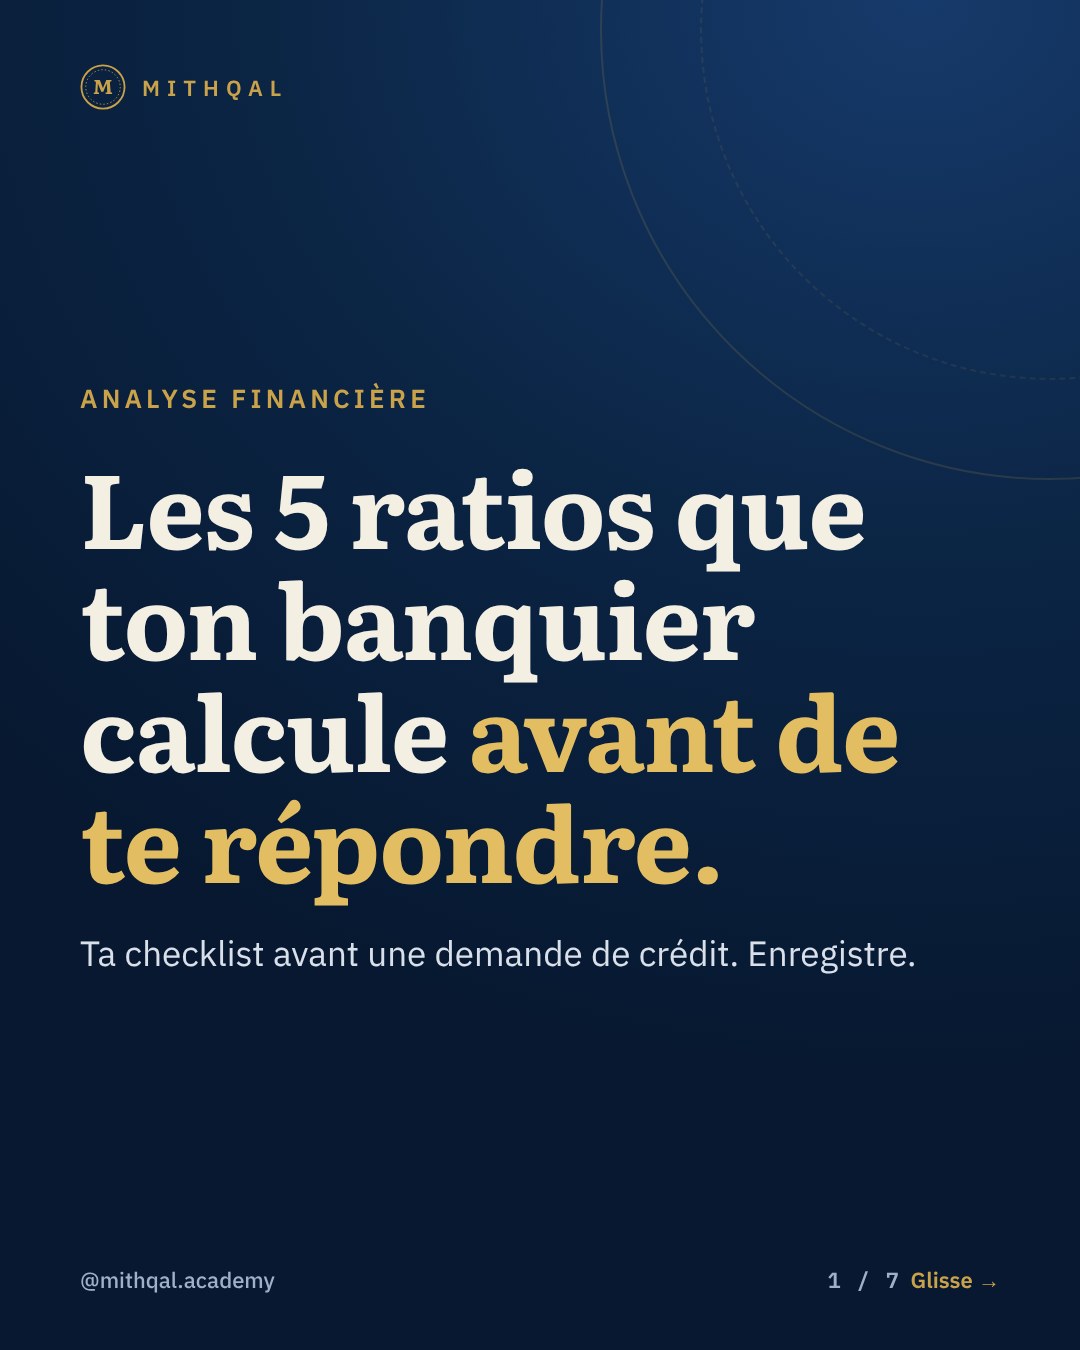 M MITHQAL
ANALYSE FINANCIÈRE
Les 5 ratios que
ton banquier
calcule avant de
te répondre.
Ta checklist avant une demande de crédit. Enregistre.
@mithqal.academy
1 / 7 Glisse →